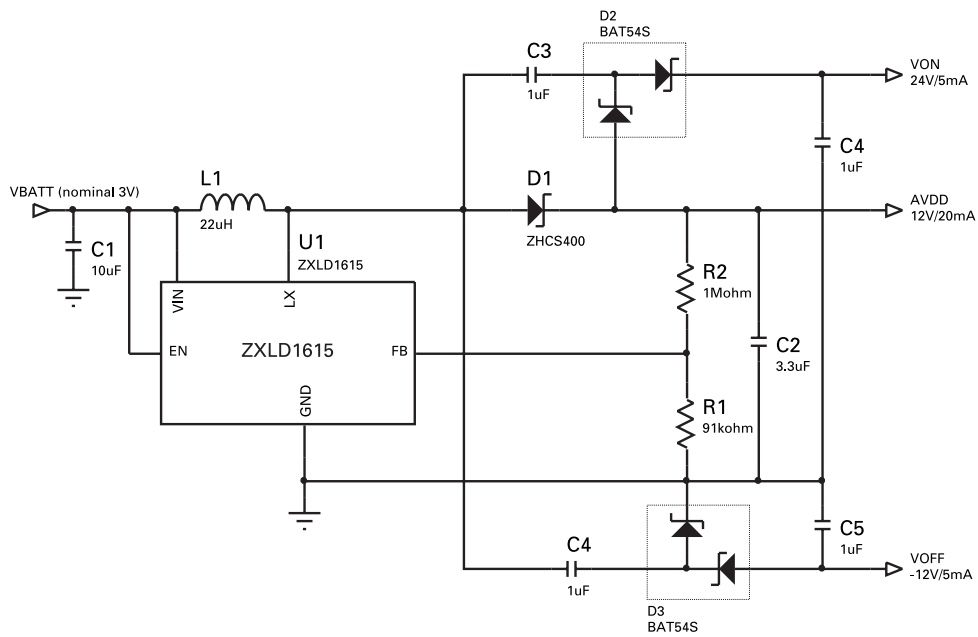 D2
BAT54S
C3
1uF
VON
24V/5mA
C4
1uF
VBATT (nominal 3V)
L1
22uH
D1
ZHCS400
AVDD
12V/20mA
C1
10uF
U1
ZXLD1615
VIN
LX
R2
1Mohm
EN
ZXLD1615
FB
C2
3.3uF
GND
R1
91kohm
C5
1uF
C4
1uF
VOFF
-12V/5mA
D3
BAT54S